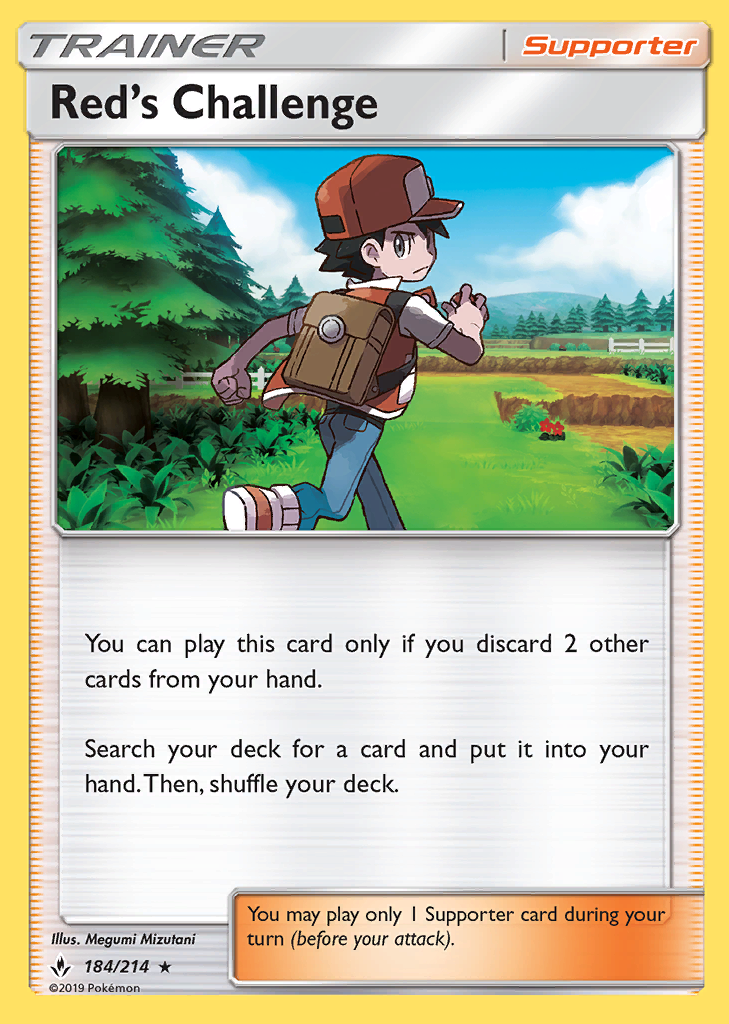 TRAINER
Supporter
Red's Challenge
You can play this card only if you discard 2 other
cards from your hand.
Search your deck for a card and put it into your
hand. Then, shuffle your deck.
You may play only 1 Supporter card during your
turn (before your attack).
Illus. Megumi Mizutani
184/214 ★
©2019 Pokémon